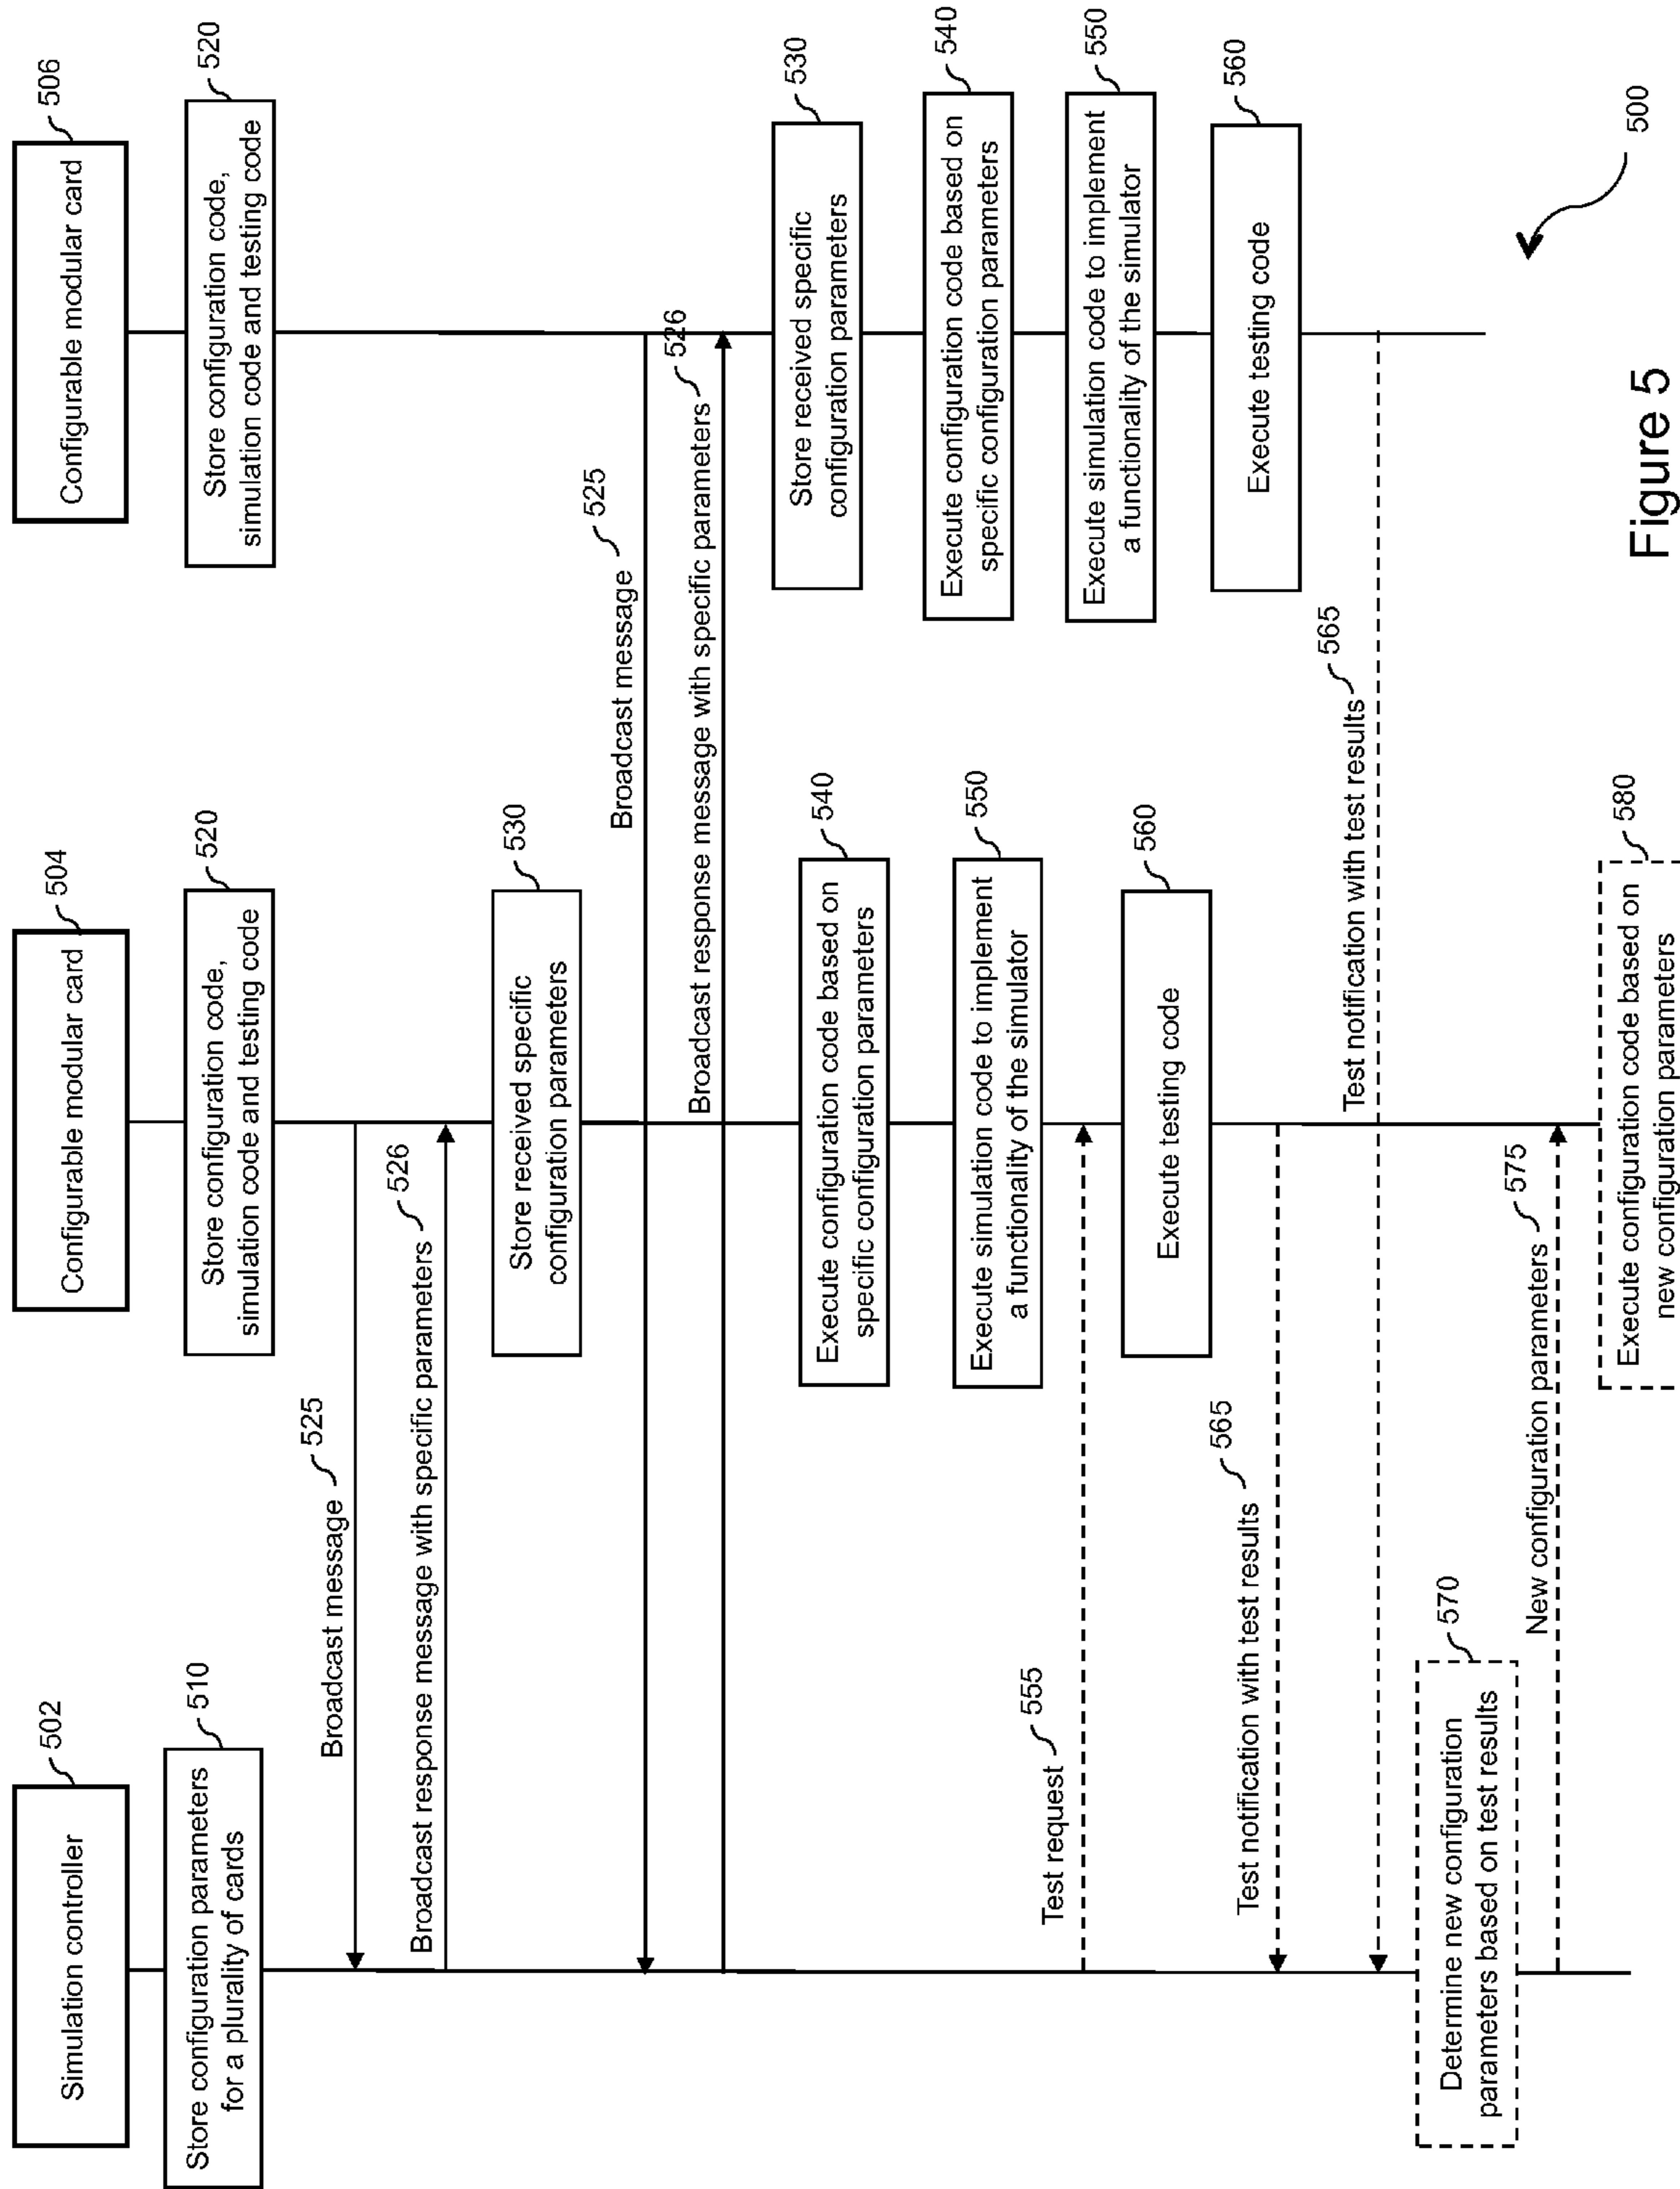 Simulation controller
502
Configurable modular card
504
Configurable modular card
506
Store configuration parameters
for a plurality of cards
510
Store configuration code,
simulation code and testing code
520
Store configuration code,
simulation code and testing code
520
Broadcast message
525
Broadcast response message with specific parameters
526
Store received specific
configuration parameters
530
Broadcast message
525
Broadcast response message with specific parameters
526
Store received specific
configuration parameters
530
Execute configuration code based on
specific configuration parameters
540
Execute configuration code based on
specific configuration parameters
540
Execute simulation code to implement
a functionality of the simulator
550
Execute simulation code to implement
a functionality of the simulator
550
Test request
555
Execute testing code
560
Execute testing code
560
Test notification with test results
565
Test notification with test results
565
Determine new configuration
parameters based on test results
570
New configuration parameters
575
Execute configuration code based on
new configuration parameters
580
500
Figure 5